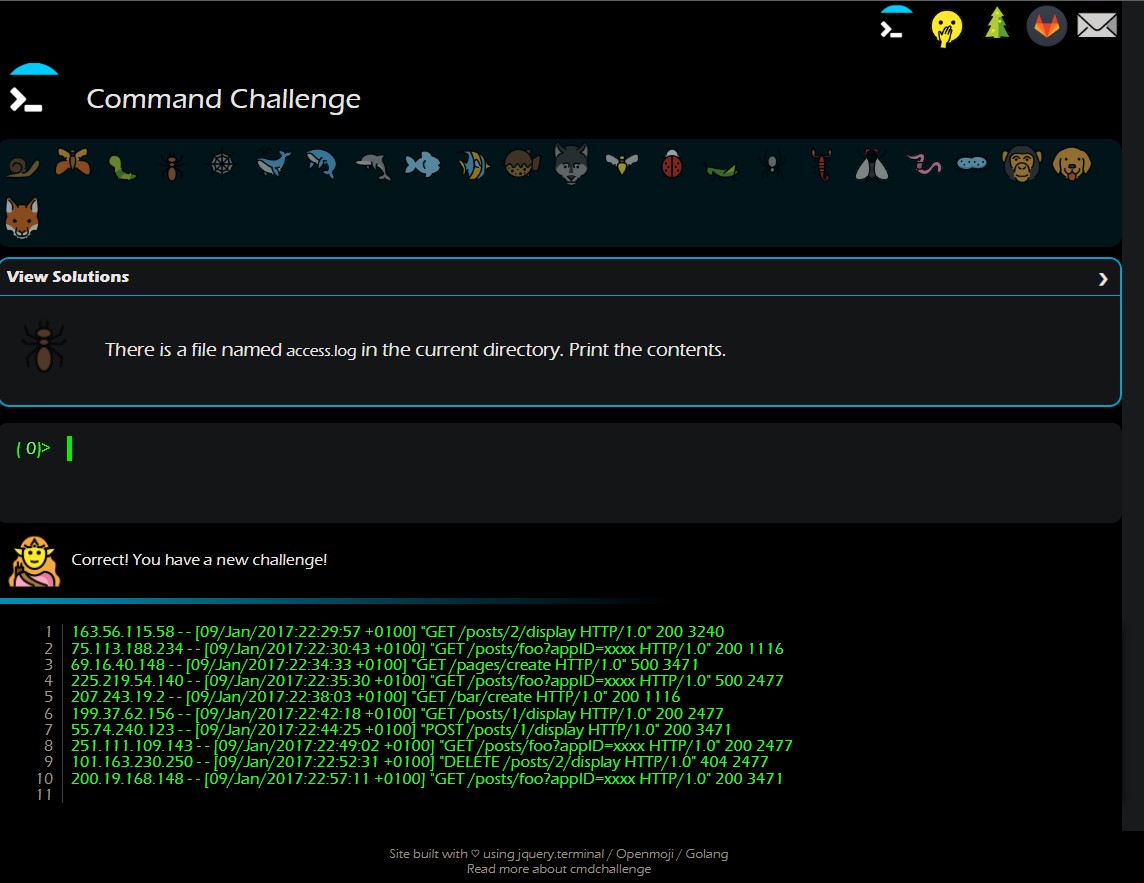 Command Challenge
View Solutions
There is a file named access.log in the current directory. Print the contents.
( 0)>
Correct! You have a new challenge!
1 163.56.115.58 - - [09/Jan/2017:22:29:57 +0100] "GET /posts/2/display HTTP/1.0" 200 3240
2 75.113.188.234 - - [09/Jan/2017:22:30:43 +0100] "GET /posts/foo?appID=xxxx HTTP/1.0" 200 1116
3 69.16.40.148 - - [09/Jan/2017:22:34:33 +0100] "GET /pages/create HTTP/1.0" 500 3471
4 225.219.54.140 - - [09/Jan/2017:22:35:30 +0100] "GET /posts/foo?appID=xxxx HTTP/1.0" 500 2477
5 207.243.19.2 - - [09/Jan/2017:22:38:03 +0100] "GET /bar/create HTTP/1.0" 200 1116
6 199.37.62.156 - - [09/Jan/2017:22:42:18 +0100] "GET /posts/1/display HTTP/1.0" 200 2477
7 55.74.240.123 - - [09/Jan/2017:22:44:25 +0100] "POST /posts/1/display HTTP/1.0" 200 3471
8 251.111.109.143 - - [09/Jan/2017:22:49:02 +0100] "GET /posts/foo?appID=xxxx HTTP/1.0" 200 2477
9 101.163.230.250 - - [09/Jan/2017:22:52:31 +0100] "DELETE /posts/2/display HTTP/1.0" 404 2477
10 200.19.168.148 - - [09/Jan/2017:22:57:11 +0100] "GET /posts/foo?appID=xxxx HTTP/1.0" 200 3471
11
Site built with ♡ using jquery.terminal / Openmoji / Golang
Read more about cmdchallenge